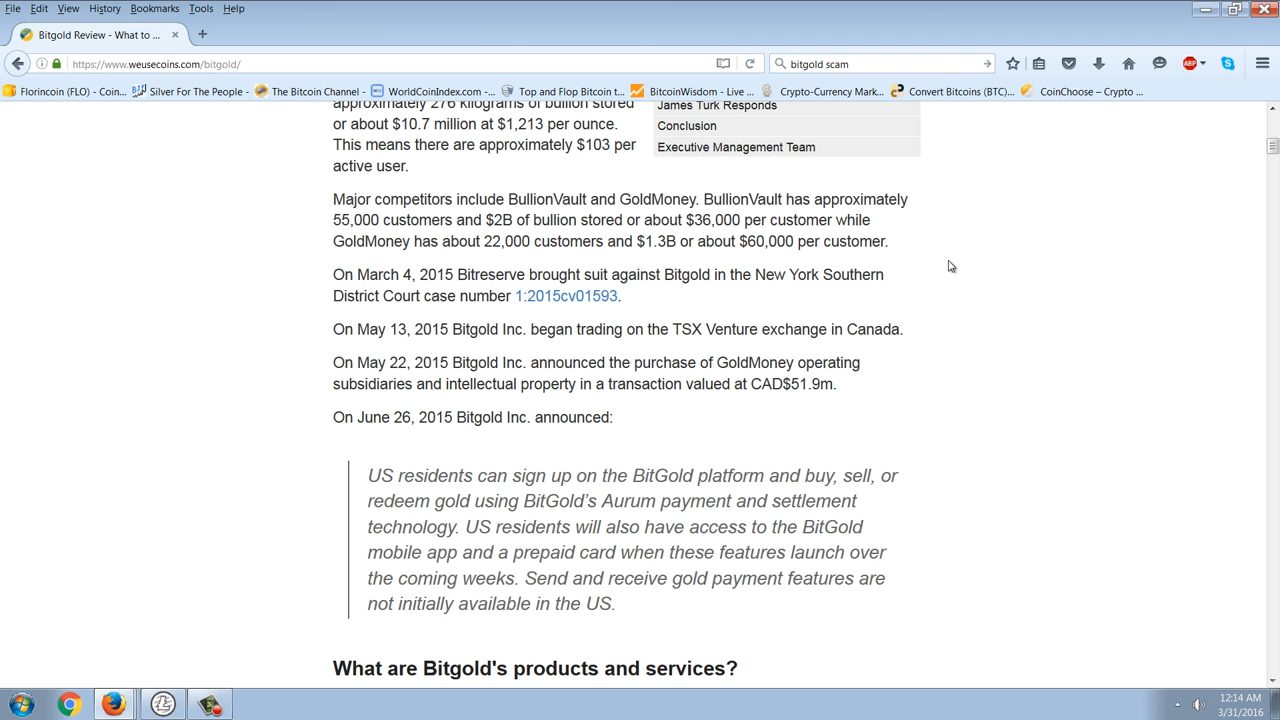 File Edit View History Bookmarks Tools Help
Bitgold Review - What to ...
https://www.weusecoins.com/bitgold/
bitgold scam
ABP
Florincoin (FLO) - Coin... Silver For The People - The Bitcoin Channel - WorldCoinIndex.com -... Top and Flop Bitcoin t... BitcoinWisdom - Live ... Crypto-Currency Mark... Convert Bitcoins (BTC)... CoinChoose – Crypto ...
approximately 276 kilograms of bullion stored
or about $10.7 million at $1,213 per ounce.
This means there are approximately $103 per
active user.
James Turk Responds
Conclusion
Executive Management Team
Major competitors include BullionVault and GoldMoney. BullionVault has approximately
55,000 customers and $2B of bullion stored or about $36,000 per customer while
GoldMoney has about 22,000 customers and $1.3B or about $60,000 per customer.
On March 4, 2015 Bitreserve brought suit against Bitgold in the New York Southern
District Court case number 1:2015cv01593.
On May 13, 2015 Bitgold Inc. began trading on the TSX Venture exchange in Canada.
On May 22, 2015 Bitgold Inc. announced the purchase of GoldMoney operating
subsidiaries and intellectual property in a transaction valued at CAD$51.9m.
On June 26, 2015 Bitgold Inc. announced:
US residents can sign up on the BitGold platform and buy, sell, or
redeem gold using BitGold's Aurum payment and settlement
technology. US residents will also have access to the BitGold
mobile app and a prepaid card when these features launch over
the coming weeks. Send and receive gold payment features are
not initially available in the US.
What are Bitgold's products and services?
12:14 AM
3/31/2016